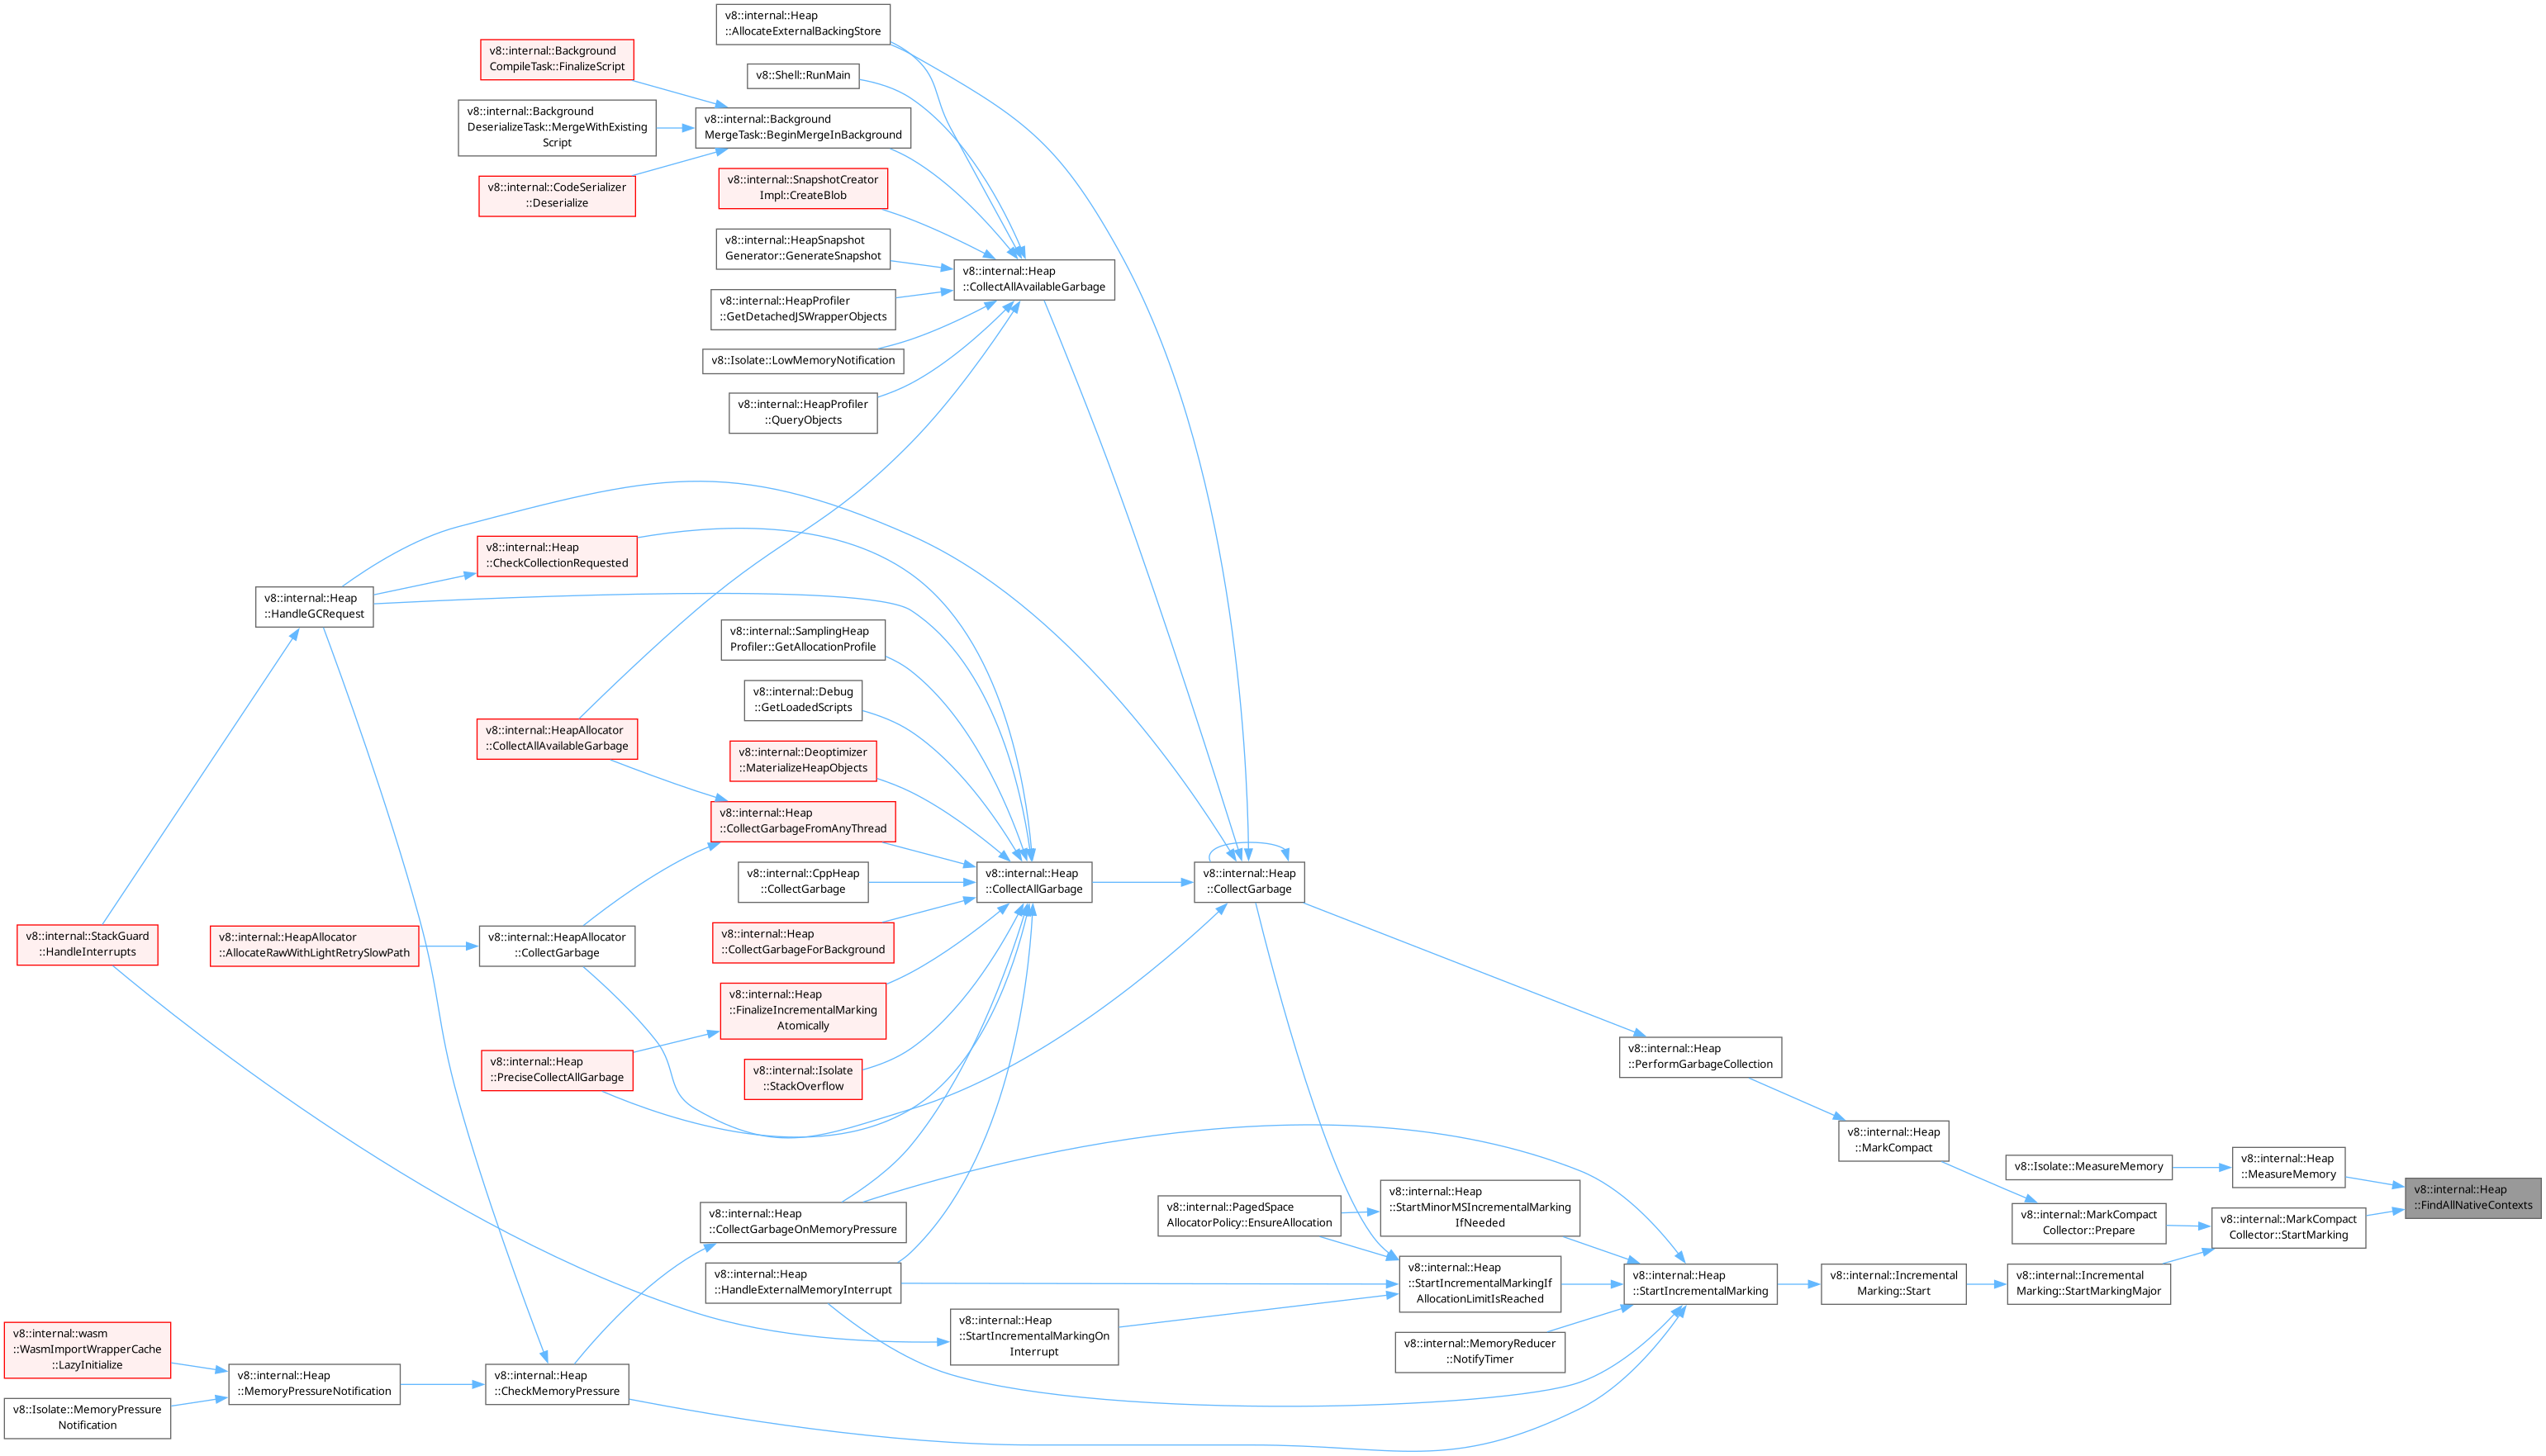 v8::internal::Heap
::AllocateExternalBackingStore
v8::internal::Background
CompileTask::FinalizeScript
v8::Shell::RunMain
v8::internal::Background
DeserializeTask::MergeWithExisting
Script
v8::internal::Background
MergeTask::BeginMergeInBackground
v8::internal::CodeSerializer
::Deserialize
v8::internal::SnapshotCreator
Impl::CreateBlob
v8::internal::HeapSnapshot
Generator::GenerateSnapshot
v8::internal::Heap
::CollectAllAvailableGarbage
v8::internal::HeapProfiler
::GetDetachedJSWrapperObjects
v8::Isolate::LowMemoryNotification
v8::internal::HeapProfiler
::QueryObjects
v8::internal::Heap
::CheckCollectionRequested
v8::internal::Heap
::HandleGCRequest
v8::internal::SamplingHeap
Profiler::GetAllocationProfile
v8::internal::Debug
::GetLoadedScripts
v8::internal::HeapAllocator
::CollectAllAvailableGarbage
v8::internal::Deoptimizer
::MaterializeHeapObjects
v8::internal::Heap
::CollectGarbageFromAnyThread
v8::internal::CppHeap
::CollectGarbage
v8::internal::Heap
::CollectAllGarbage
v8::internal::Heap
::CollectGarbage
v8::internal::StackGuard
::HandleInterrupts
v8::internal::HeapAllocator
::AllocateRawWithLightRetrySlowPath
v8::internal::HeapAllocator
::CollectGarbage
v8::internal::Heap
::CollectGarbageForBackground
v8::internal::Heap
::FinalizeIncrementalMarking
Atomically
v8::internal::Heap
::PreciseCollectAllGarbage
v8::internal::Isolate
::StackOverflow
v8::internal::Heap
::PerformGarbageCollection
v8::internal::Heap
::MarkCompact
v8::Isolate::MeasureMemory
v8::internal::Heap
::MeasureMemory
v8::internal::Heap
::FindAllNativeContexts
v8::internal::Heap
::CollectGarbageOnMemoryPressure
v8::internal::PagedSpace
AllocatorPolicy::EnsureAllocation
v8::internal::Heap
::StartMinorMSIncrementalMarking
IfNeeded
v8::internal::MarkCompact
Collector::Prepare
v8::internal::MarkCompact
Collector::StartMarking
v8::internal::Heap
::HandleExternalMemoryInterrupt
v8::internal::Heap
::StartIncrementalMarkingIf
AllocationLimitIsReached
v8::internal::Heap
::StartIncrementalMarking
v8::internal::Incremental
Marking::Start
v8::internal::Incremental
Marking::StartMarkingMajor
v8::internal::Heap
::StartIncrementalMarkingOn
Interrupt
v8::internal::MemoryReducer
::NotifyTimer
v8::internal::wasm
::WasmImportWrapperCache
::LazyInitialize
v8::internal::Heap
::MemoryPressureNotification
v8::internal::Heap
::CheckMemoryPressure
v8::Isolate::MemoryPressure
Notification